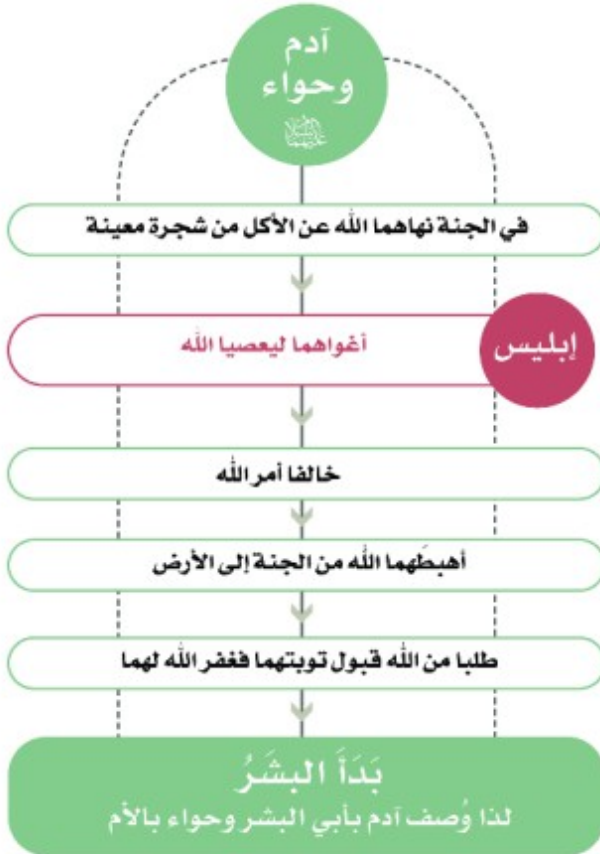 آدم
وحواء
عليهما السلام
في الجنة نهاهما الله عن الأكل من شجرة معينة
إبليس
أغواهما ليعصيا الله
خالفا أمر الله
أهبطَهما الله من الجنة إلى الأرض
طلبا من الله قبول توبتهما فغفر الله لهما
بَدَأَ البشَرُ
لذا وُصف آدم بأبي البشر وحواء بالأم